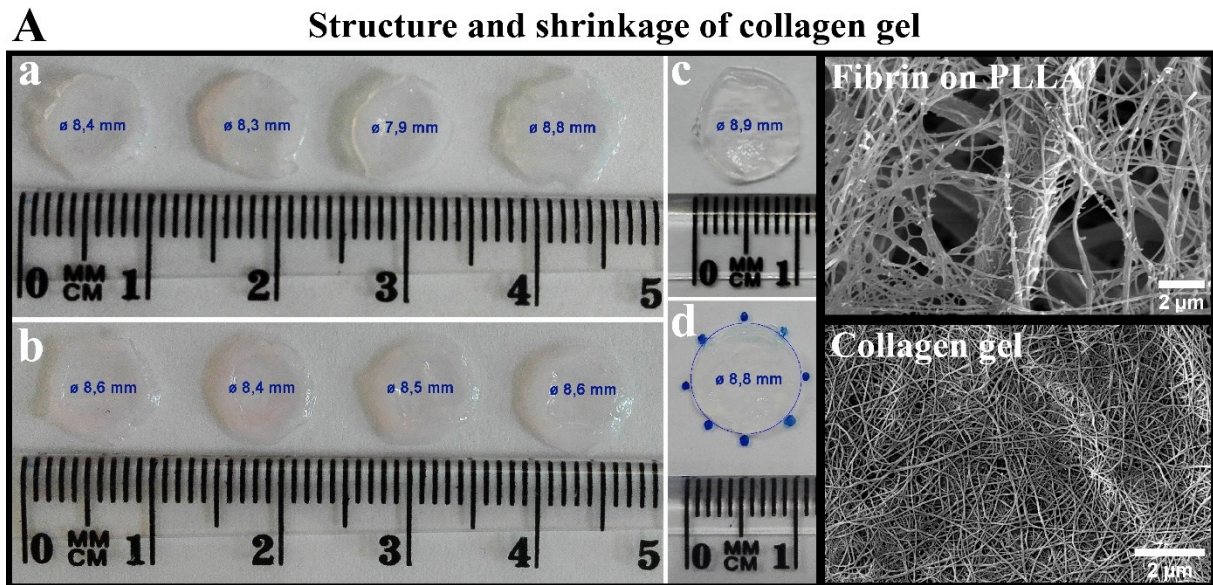 A
Structure and shrinkage of collagen gel
a
ø 8,4 mm
ø 8,3 mm
ø 7,9 mm
ø 8,8 mm
0 MM CM 1 2 3 4 5
b
ø 8,6 mm
ø 8,4 mm
ø 8,5 mm
ø 8,6 mm
0 MM CM 1 2 3 4 5
c
ø 8,9 mm
0 MM CM 1
d
ø 8,8 mm
0 MM CM 1
Fibrin on PLLA
2 µm
Collagen gel
2 µm